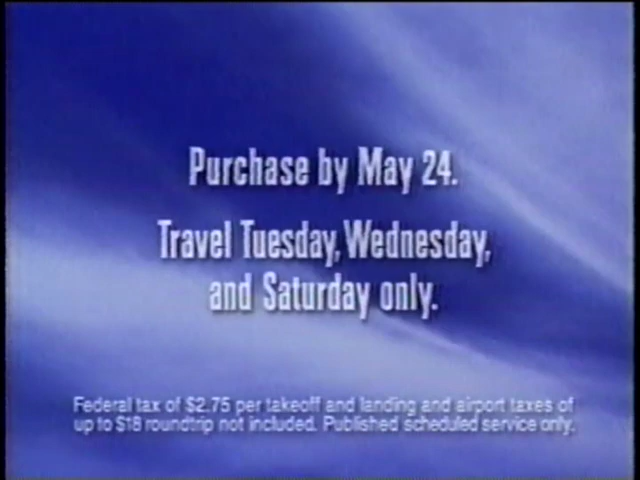 Purchase by May 24.
Travel Tuesday, Wednesday,
and Saturday only.
Federal tax of $2.75 per takeoff and landing and airport taxes of
up to $18 roundtrip not included. Published scheduled service only.